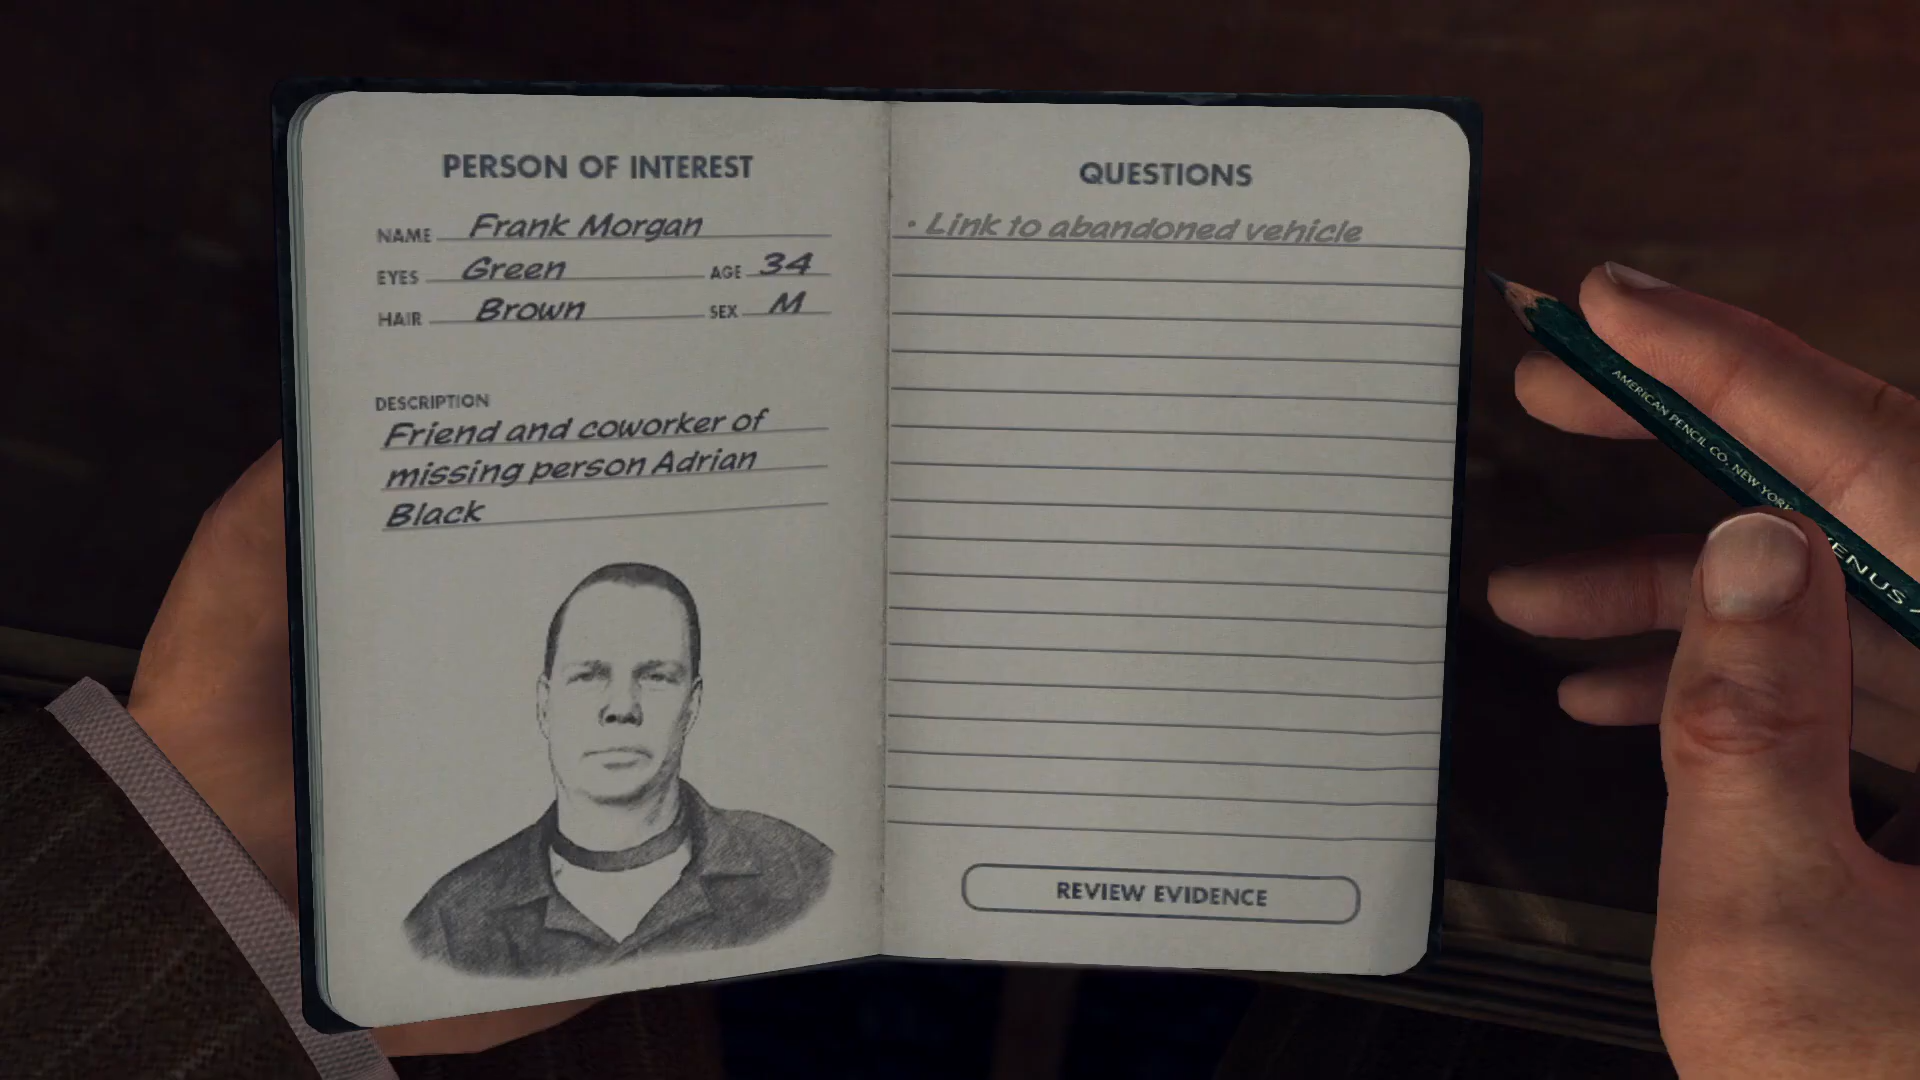 PERSON OF INTEREST
NAME Frank Morgan
EYES Green AGE 34
HAIR Brown SEX M
DESCRIPTION
Friend and coworker of
missing person Adrian
Black
QUESTIONS
• Link to abandoned vehicle
REVIEW EVIDENCE
AMERICAN PENCIL CO. NEW YORK